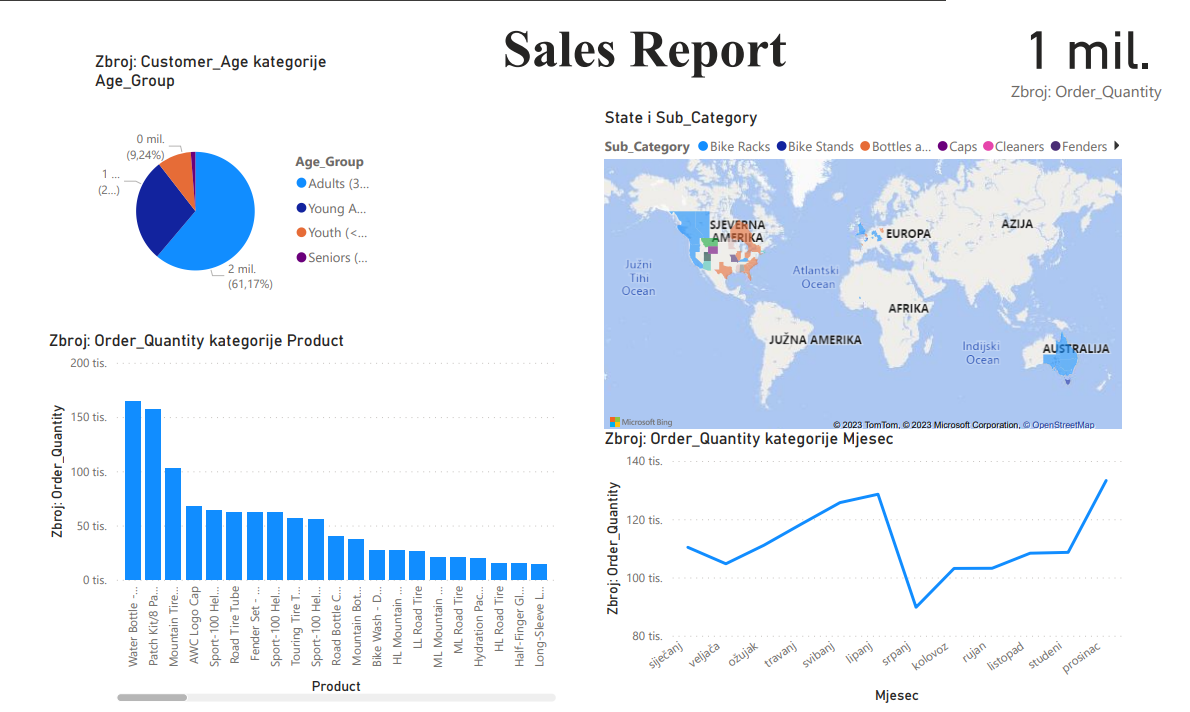 Sales Report
1 mil.
Zbroj: Order_Quantity
Zbroj: Customer_Age kategorije
Age_Group
0 mil.
(9,24%)
1 ...
(2...)
2 mil.
(61,17%)
Age_Group
Adults (3...
Young A...
Youth (<...
Seniors (...
State i Sub_Category
Sub_Category Bike Racks Bike Stands Bottles a... Caps Cleaners Fenders
SJEVERNA
AMERIKA
EUROPA
AZIJA
Južni
Tihi
Ocean
Atlantski
Ocean
AFRIKA
JUŽNA AMERIKA
Indijski
Ocean
AUSTRALIJA
Microsoft Bing
© 2023 TomTom, © 2023 Microsoft Corporation, © OpenStreetMap
Zbroj: Order_Quantity kategorije Product
Zbroj: Order_Quantity
200 tis.
150 tis.
100 tis.
50 tis.
0 tis.
Water Bottle -...
Patch Kit/8 Pa...
Mountain Tire...
AWC Logo Cap
Sport-100 Hel...
Road Tire Tube
Fender Set - ...
Sport-100 Hel...
Touring Tire T...
Sport-100 Hel...
Road Bottle C...
Mountain Bot...
Bike Wash - D...
HL Mountain ...
LL Road Tire
ML Mountain ...
ML Road Tire
Hydration Pac...
HL Road Tire
Half-Finger Gl...
Long-Sleeve L...
Product
Zbroj: Order_Quantity kategorije Mjesec
Zbroj: Order_Quantity
140 tis.
120 tis.
100 tis.
80 tis.
siječanj
veljača
ožujak
travanj
svibanj
lipanj
srpanj
kolovoz
rujan
listopad
studeni
prosinac
Mjesec